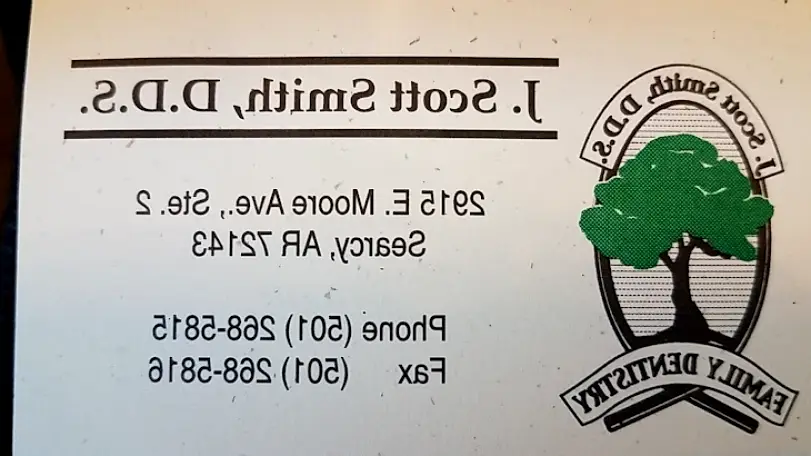 J. Scott Smith, D.D.S.
J. Scott Smith, D.D.S.
FAMILY DENTISTRY
2915 E. Moore Ave., Ste. 2
Searcy, AR 72143
Phone (501) 268-5815
Fax (501) 268-5816